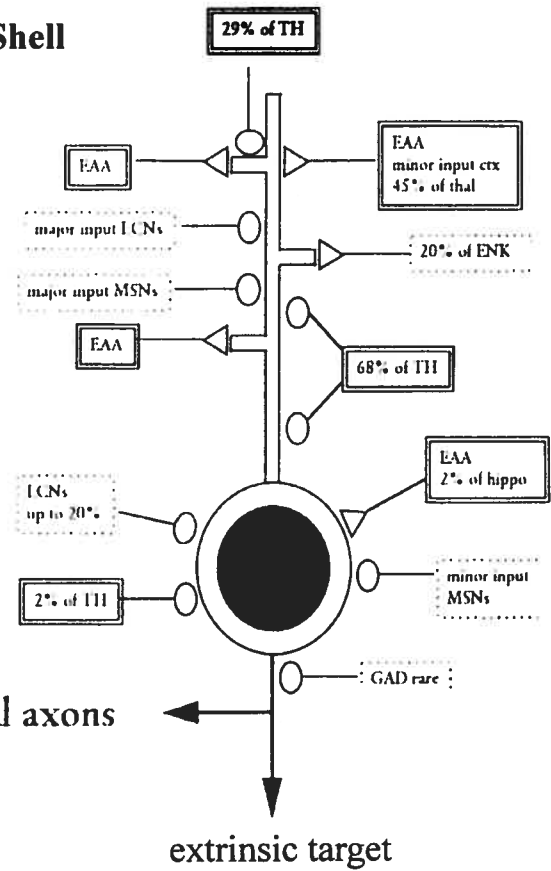 Shell
29% of TH
EAA
EAA
minor input ctx
45% of thal
major input LCNs
20% of ENK
major input MSNs
EAA
68% of TH
EAA
2% of hippo
LCNs
up to 20%
2% of TH
minor input
MSNs
GAD rare
l axons
extrinsic target